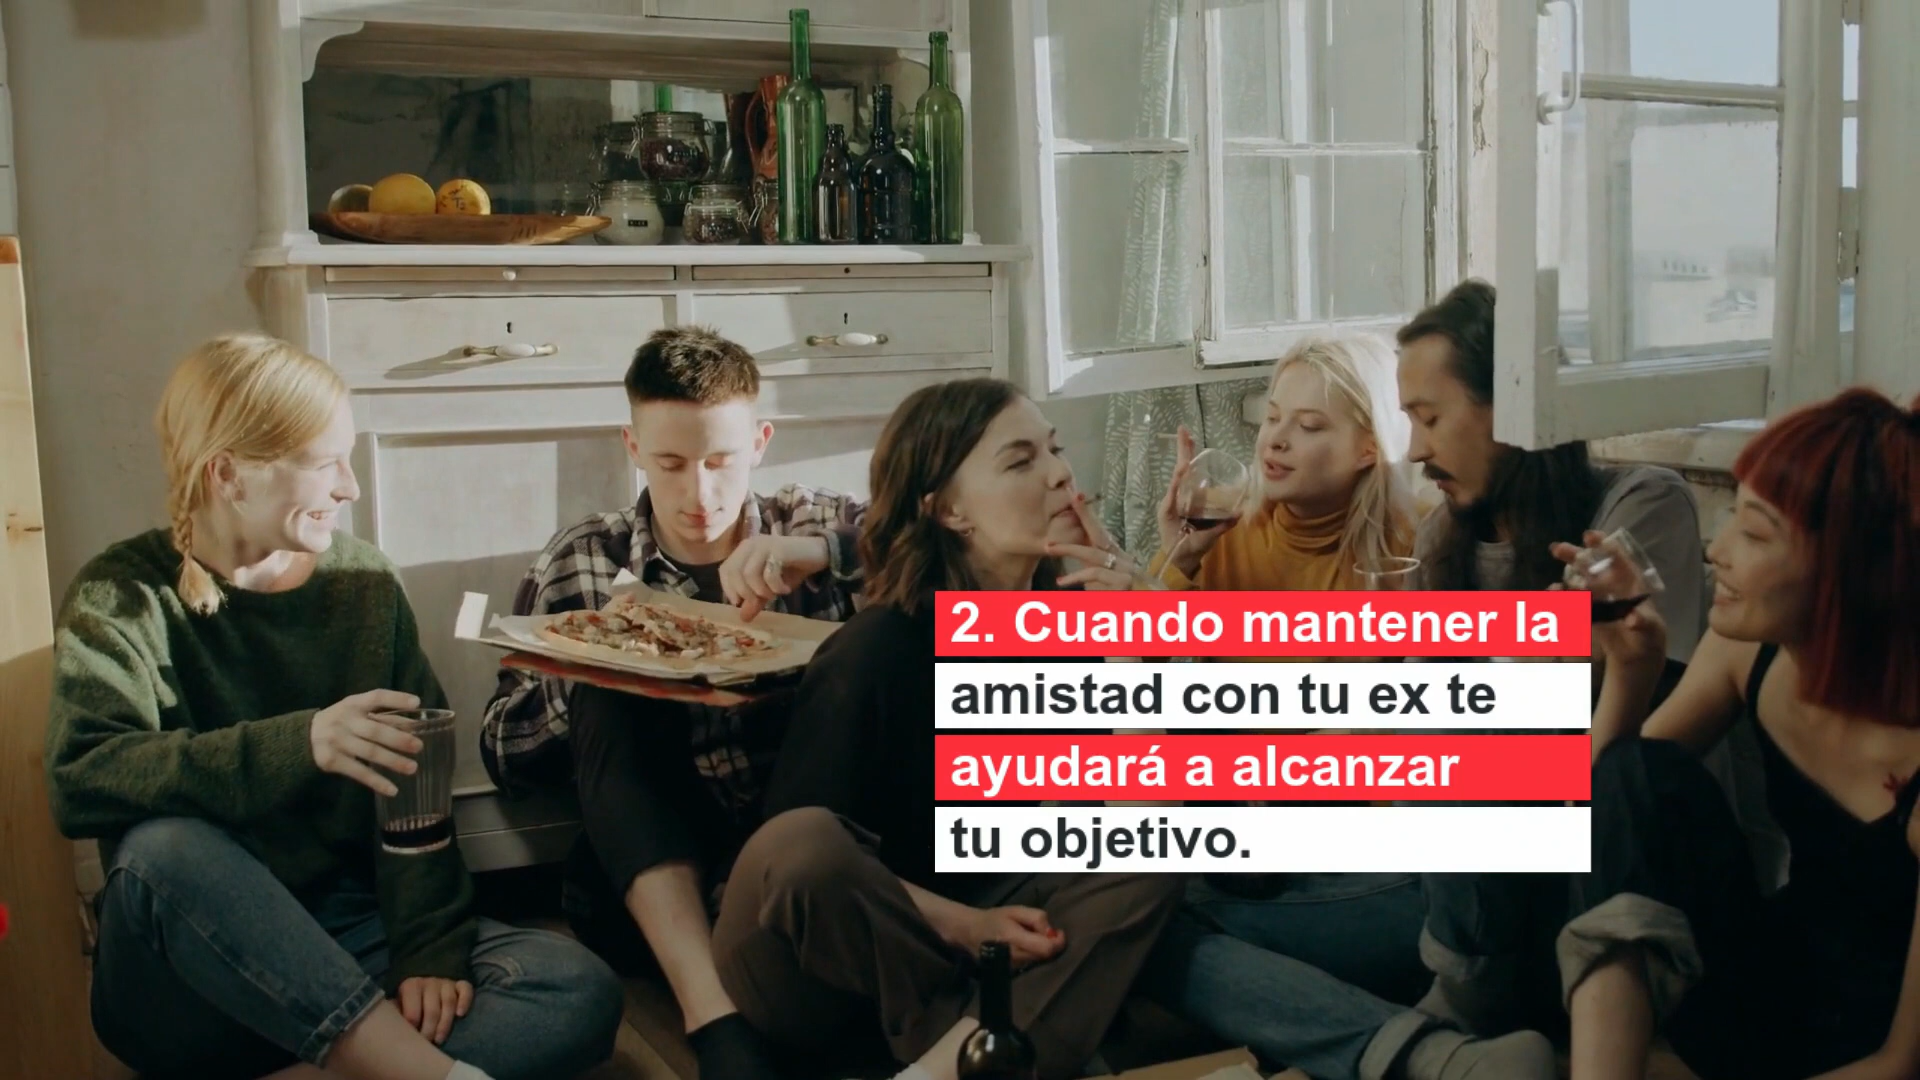 2. Cuando mantener la
amistad con tu ex te
ayudará a alcanzar
tu objetivo.